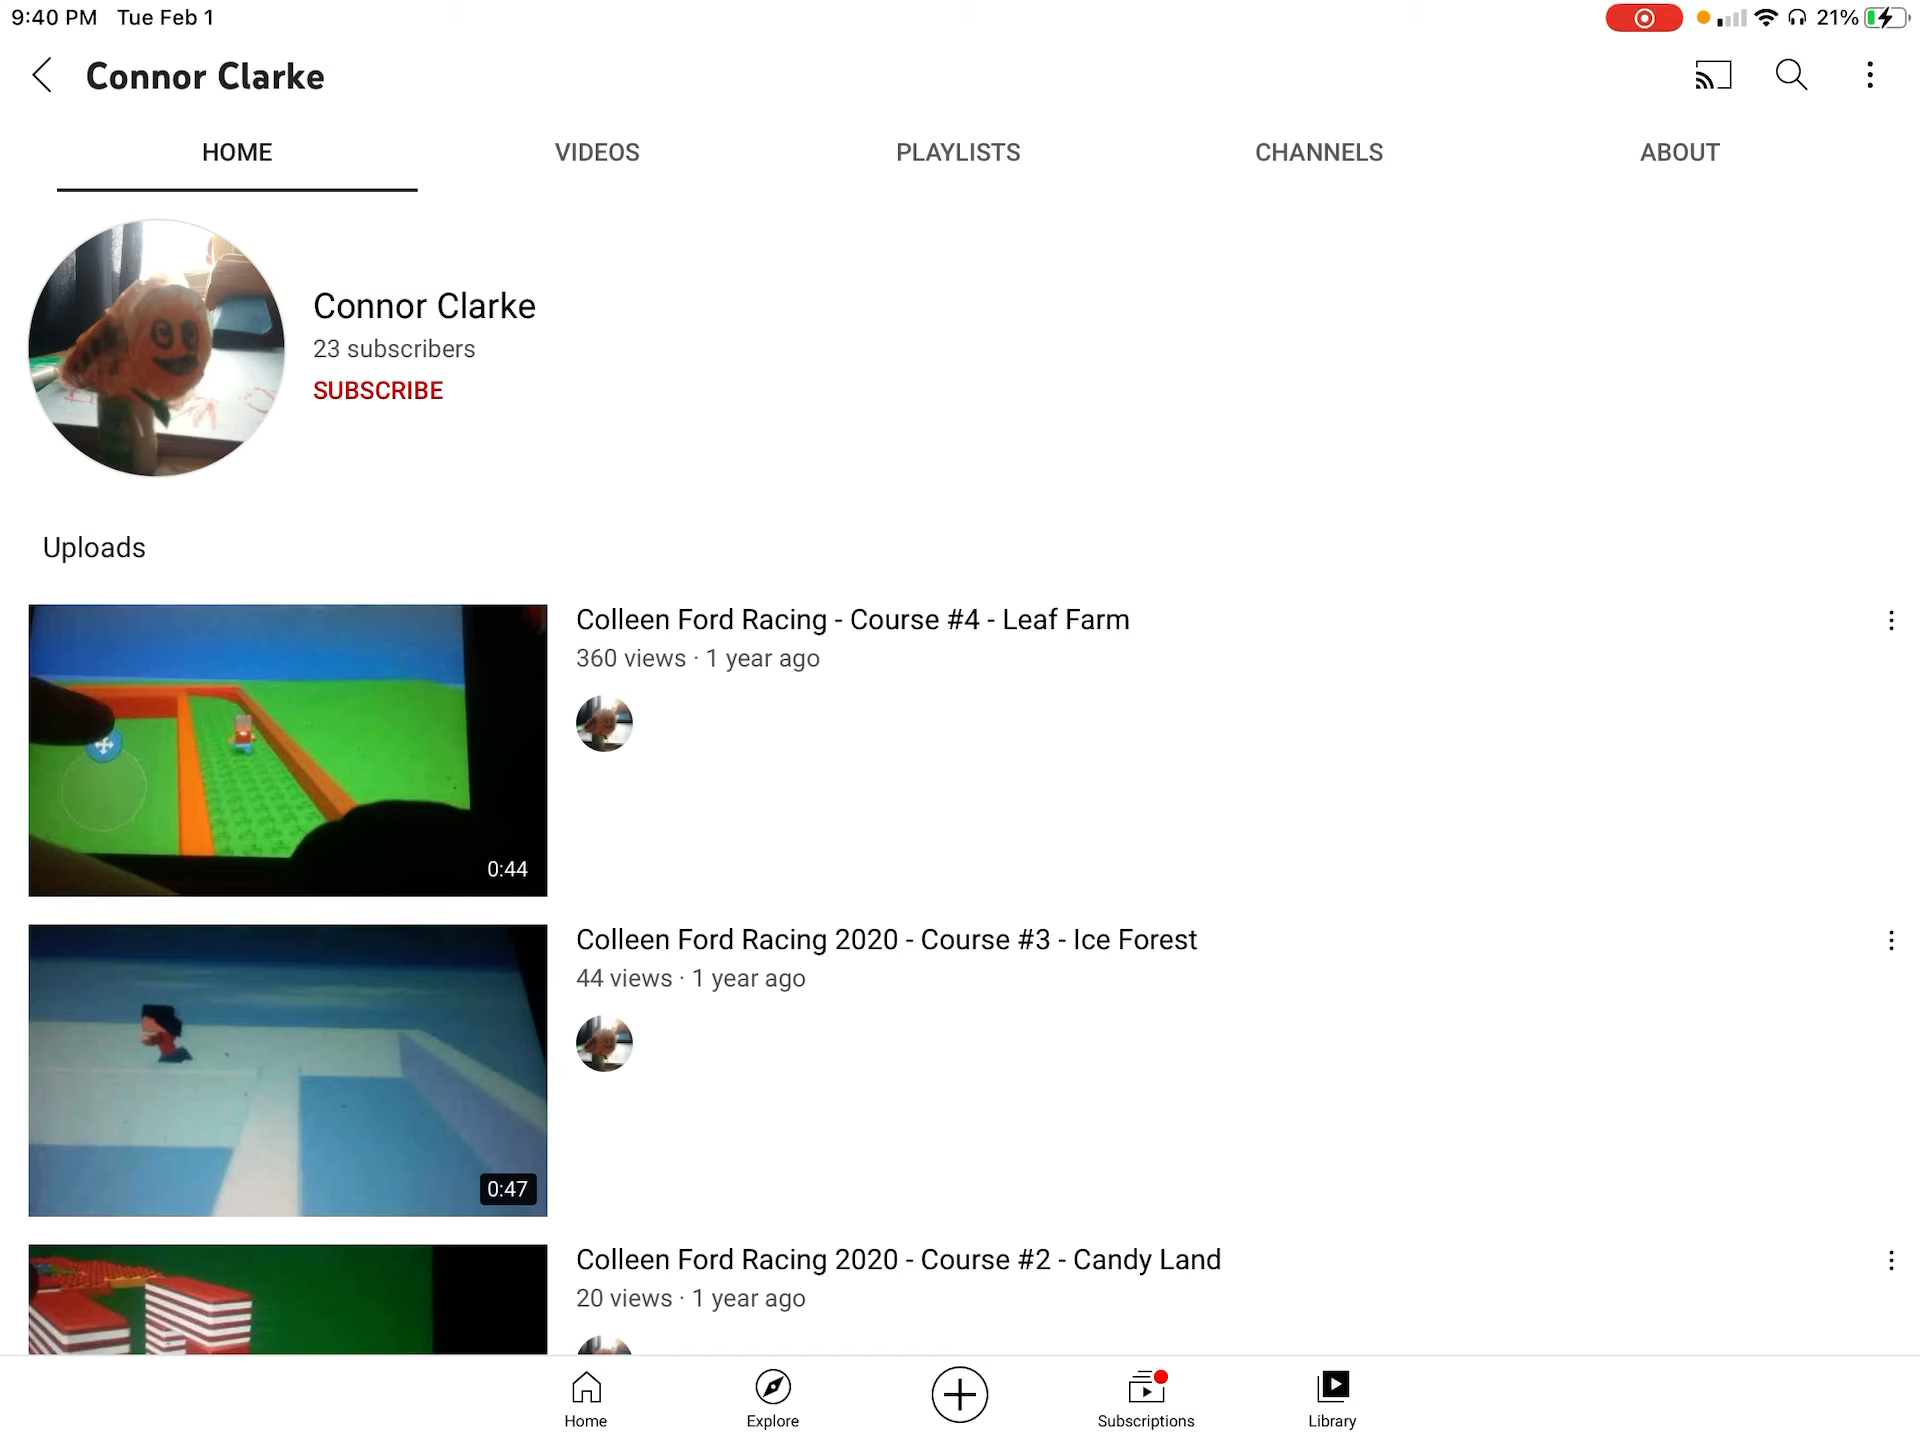 9:40 PM Tue Feb 1
21%
Connor Clarke
HOME VIDEOS PLAYLISTS CHANNELS ABOUT
Connor Clarke
23 subscribers
SUBSCRIBE
Uploads
Colleen Ford Racing - Course #4 - Leaf Farm
360 views · 1 year ago
0:44
Colleen Ford Racing 2020 - Course #3 - Ice Forest
44 views · 1 year ago
0:47
Colleen Ford Racing 2020 - Course #2 - Candy Land
20 views · 1 year ago
Home Explore Subscriptions Library